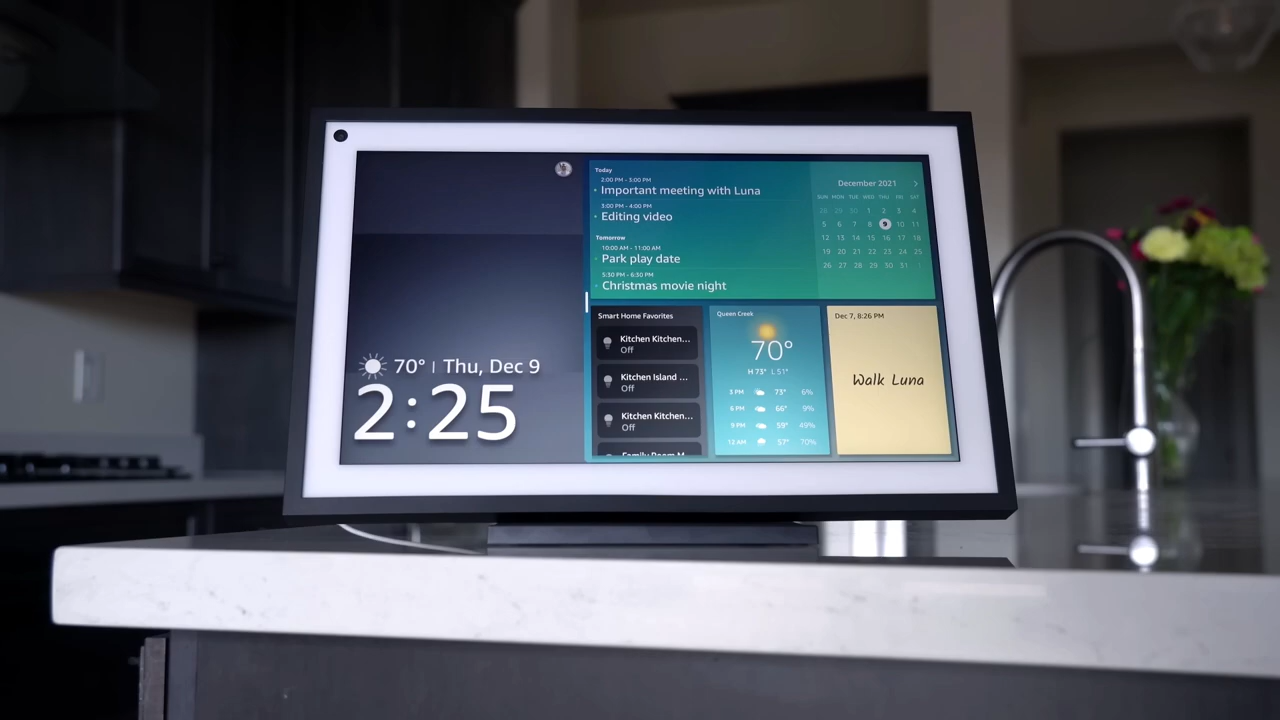 70° | Thu, Dec 9
2:25
Today
2:00 PM - 3:00 PM
Important meeting with Luna
3:00 PM - 4:00 PM
Editing video
Tomorrow
10:00 AM - 11:00 AM
Park play date
5:30 PM - 6:30 PM
Christmas movie night
December 2021 >
SUN MON TUE WED THU FRI SAT
28 29 30 1 2 3 4
5 6 7 8 9 10 11
12 13 14 15 16 17 18
19 20 21 22 23 24 25
26 27 28 29 30 31 1
Smart Home Favorites
Kitchen Kitchen...
Off
Kitchen Island ...
Off
Kitchen Kitchen...
Off
Family Room M...
Queen Creek
70°
H 73° L 51°
3 PM 73° 6%
6 PM 66° 9%
9 PM 59° 49%
12 AM 57° 70%
Dec 7, 8:26 PM
Walk Luna